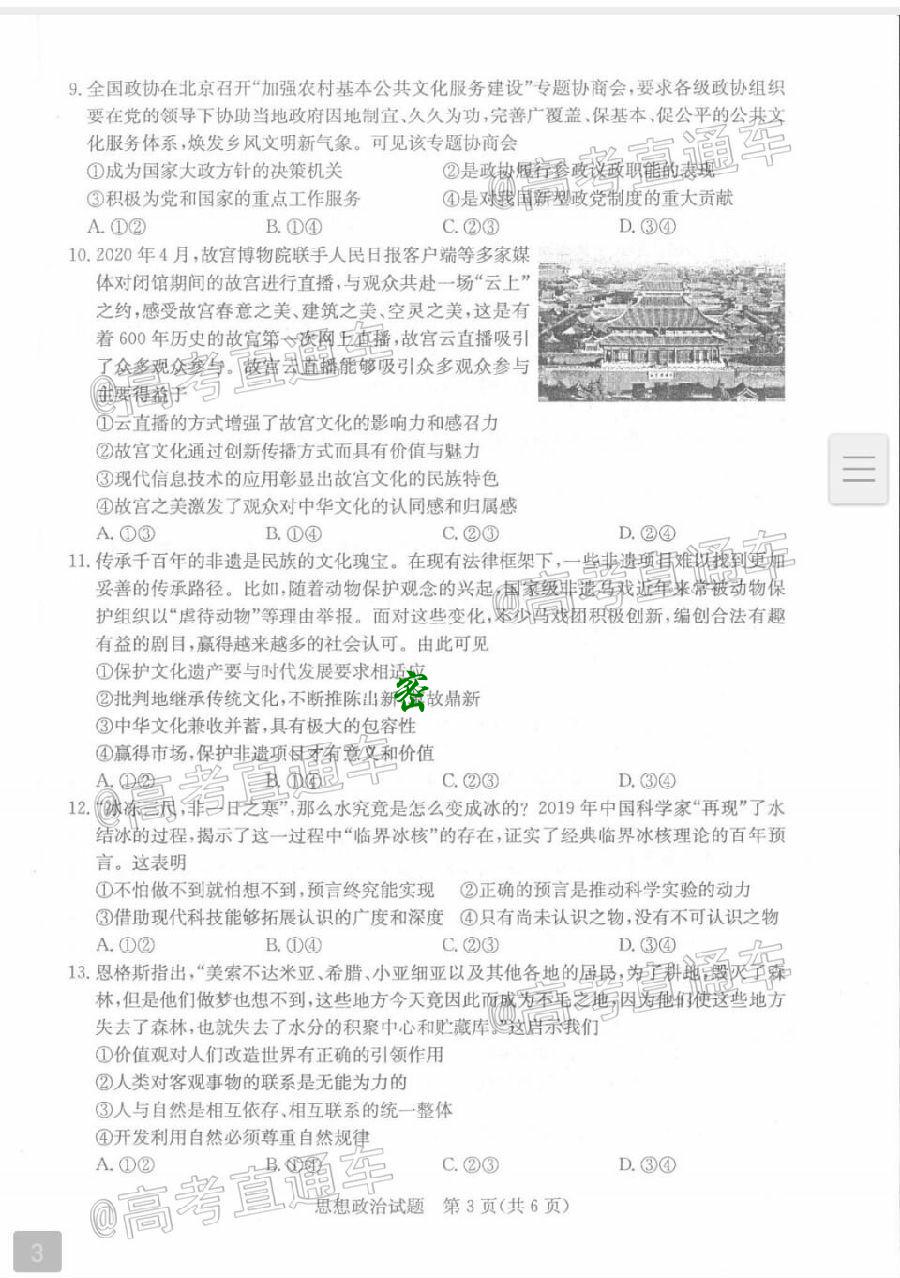 9. 全国政协在北京召开“加强农村基本公共文化服务建设”专题协商会,要求各级政协组织
要在党的领导下协助当地政府因地制宜、久久为功,完善广覆盖、保基本、促公平的公共文
化服务体系,焕发乡风文明新气象。可见该专题协商会
①成为国家大政方针的决策机关 ②是政协履行参政议政职能的表现
③积极为党和国家的重点工作服务 ④是对我国新型政党制度的重大贡献
A. ①② B. ①④ C. ②③ D. ③④
10. 2020 年 4 月,故宫博物院联手人民日报客户端等多家媒
体对闭馆期间的故宫进行直播,与观众共赴一场“云上”
之约,感受故宫春意之美、建筑之美、空灵之美,这是有
着 600 年历史的故宫第一次网上直播,故宫云直播吸引
了众多观众参与。故宫云直播能够吸引众多观众参与
主要得益于
①云直播的方式增强了故宫文化的影响力和感召力
②故宫文化通过创新传播方式而具有价值与魅力
③现代信息技术的应用彰显出故宫文化的民族特色
④故宫之美激发了观众对中华文化的认同感和归属感
A. ①③ B. ①④ C. ②③ D. ②④
11. 传承千百年的非遗是民族的文化瑰宝。在现有法律框架下,一些非遗项目难以找到更加
妥善的传承路径。比如,随着动物保护观念的兴起,国家级非遗马戏近年来常被动物保
护组织以“虐待动物”等理由举报。面对这些变化,不少马戏团积极创新,编创合法有趣
有益的剧目,赢得越来越多的社会认可。由此可见
①保护文化遗产要与时代发展要求相适应
②批判地继承传统文化,不断推陈出新 密 故鼎新
③中华文化兼收并蓄,具有极大的包容性
④赢得市场,保护非遗项目才有意义和价值
A. ①② B. ①④ C. ②③ D. ③④
12. “冰冻三尺,非一日之寒”,那么水究竟是怎么变成冰的? 2019 年中国科学家“再现”了水
结冰的过程,揭示了这一过程中“临界冰核”的存在,证实了经典临界冰核理论的百年预
言。这表明
①不怕做不到就怕想不到,预言终究能实现 ②正确的预言是推动科学实验的动力
③借助现代科技能够拓展认识的广度和深度 ④只有尚未认识之物,没有不可认识之物
A. ①② B. ①④ C. ②③ D. ③④
13. 恩格斯指出,“美索不达米亚、希腊、小亚细亚以及其他各地的居民,为了耕地,毁灭了森
林,但是他们做梦也想不到,这些地方今天竟因此而成为不毛之地,因为他们使这些地方
失去了森林,也就失去了水分的积聚中心和贮藏库。”这启示我们
①价值观对人们改造世界有正确的引领作用
②人类对客观事物的联系是无能为力的
③人与自然是相互依存、相互联系的统一整体
④开发利用自然必须尊重自然规律
A. ①② B. ①④ C. ②③ D. ③④
思想政治试题 第 3 页(共 6 页)
3
@高考直通车
@高考直通车
@高考直通车
@高考直通车
@高考直通车
@高考直通车